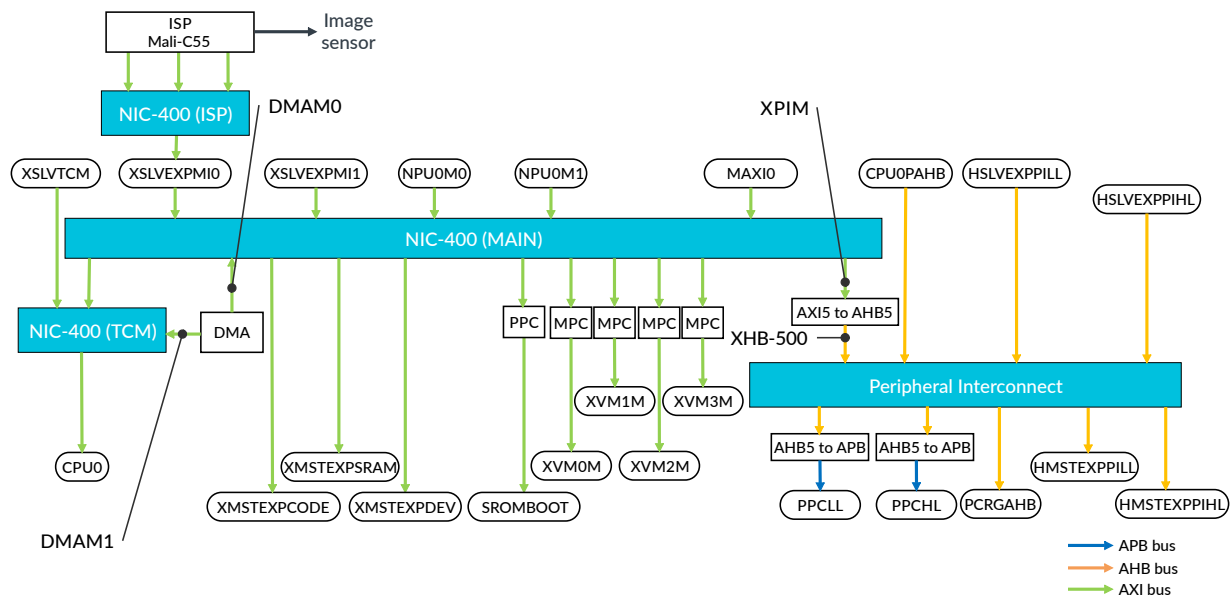 ISP
Mali-C55
Image
sensor
NIC-400 (ISP)
DMAM0
XPIM
XSLVTCM
XSLVEXPMI0
XSLVEXPMI1
NPU0M0
NPU0M1
MAXI0
CPU0PAHB
HSLVEXPPILL
HSLVEXPPIHL
NIC-400 (MAIN)
NIC-400 (TCM)
DMA
PPC
MPC
MPC
MPC
MPC
AXI5 to AHB5
XHB-500
Peripheral Interconnect
XVM1M
XVM3M
AHB5 to APB
AHB5 to APB
CPU0
XMSTEXPSRAM
XVM0M
XVM2M
HMSTEXPPILL
XMSTEXPCODE
XMSTEXPDEV
SROMBOOT
PPCLL
PPCHL
PCRGAHB
HMSTEXPPIHL
DMAM1
APB bus
AHB bus
AXI bus